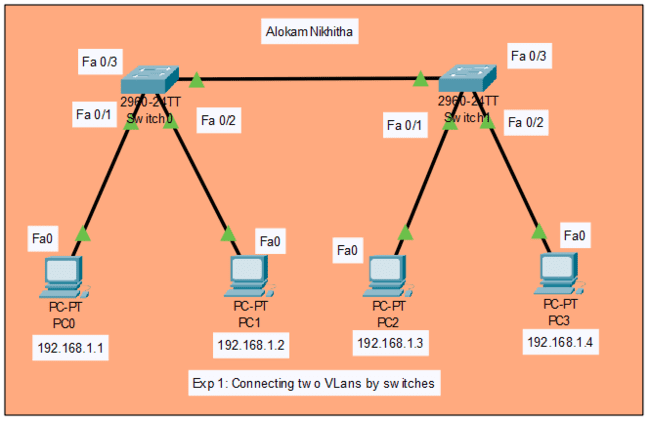 Alokam Nikhitha
Fa 0/3
Fa 0/3
2960-24TT
Switch0
2960-24TT
Switch1
Fa 0/1
Fa 0/2
Fa 0/1
Fa 0/2
Fa0
Fa0
Fa0
Fa0
PC-PT
PC0
PC-PT
PC1
PC-PT
PC2
PC-PT
PC3
192.168.1.1
192.168.1.2
192.168.1.3
192.168.1.4
Exp 1: Connecting two VLans by switches